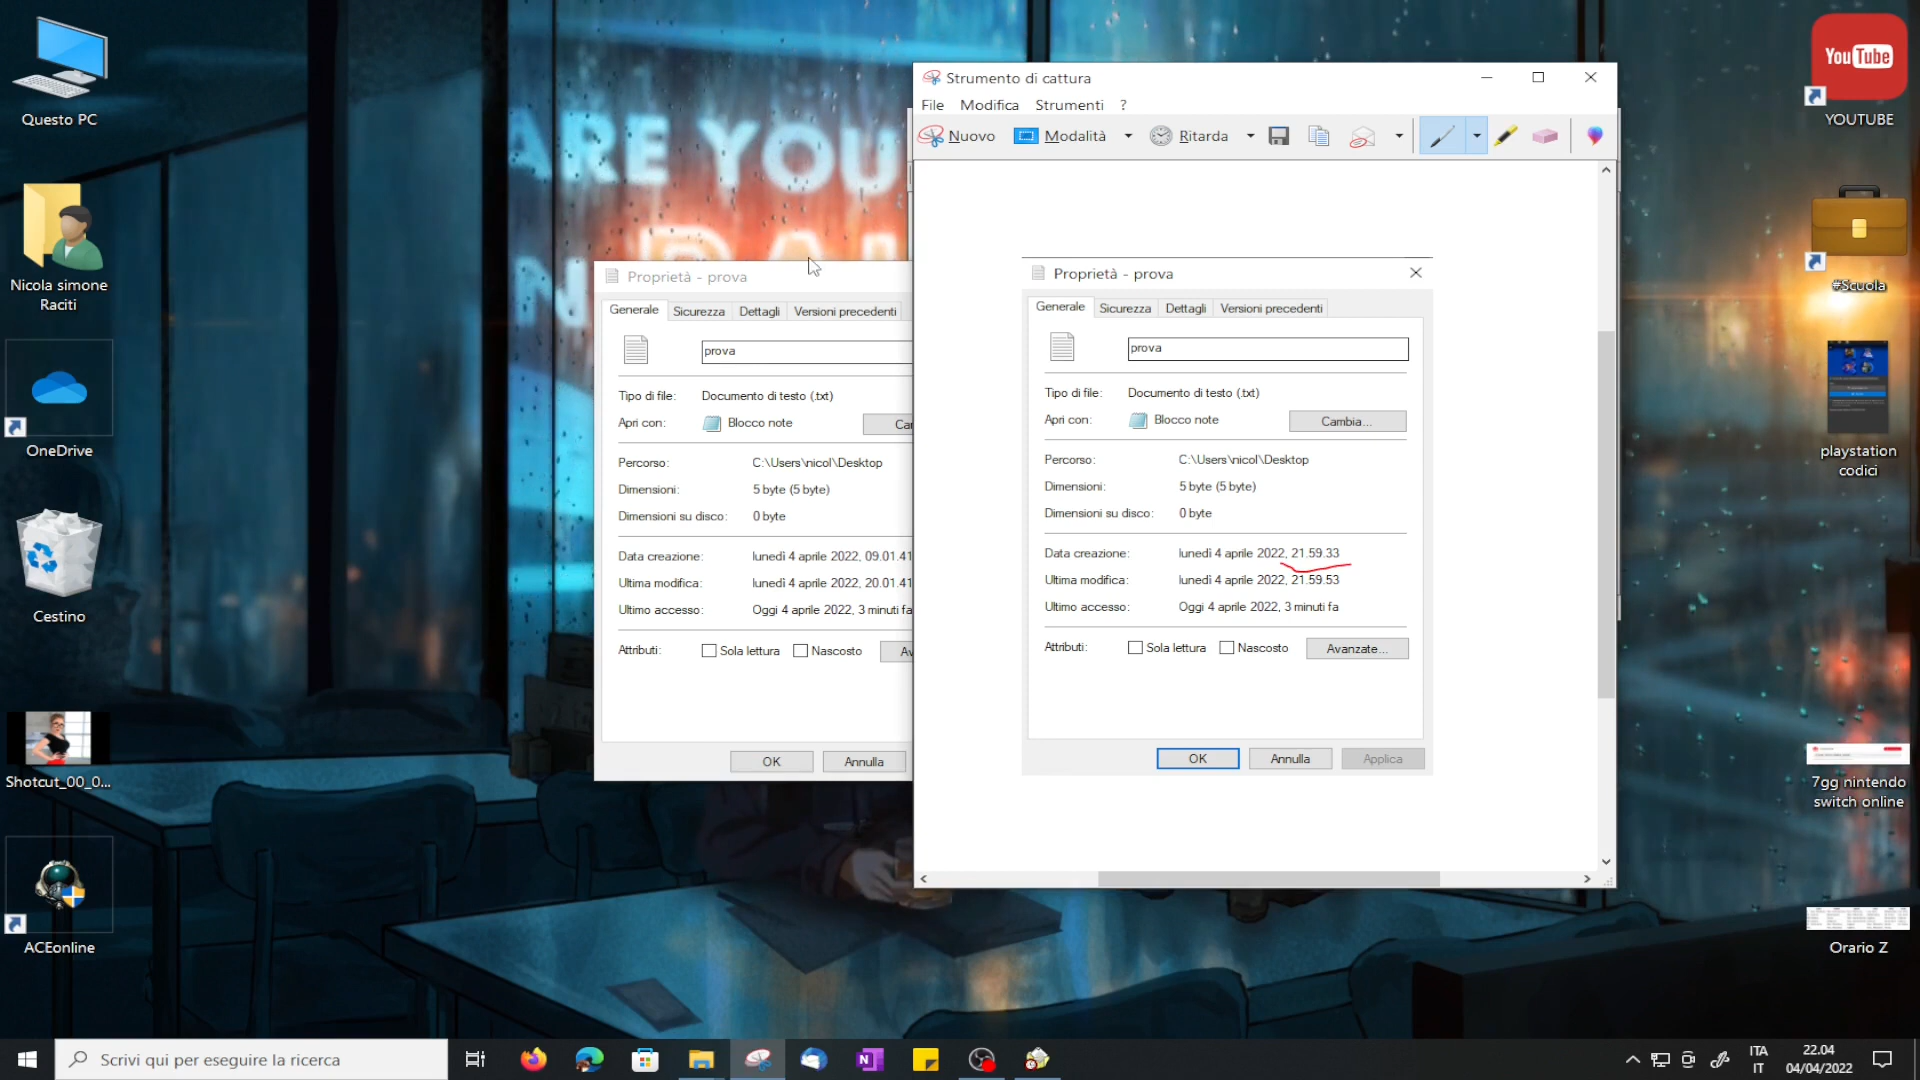 Questo PC
Nicola simone
Raciti
OneDrive
Cestino
Shotcut_00_0...
ACEonline
ARE YOU
ON
Proprietà - prova
Generale Sicurezza Dettagli Versioni precedenti
prova
Tipo di file: Documento di testo (.txt)
Apri con: Blocco note
Percorso: C:\Users\nicol\Desktop
Dimensioni: 5 byte (5 byte)
Dimensioni su disco: 0 byte
Data creazione: lunedì 4 aprile 2022, 09.01.41
Ultima modifica: lunedì 4 aprile 2022, 20.01.41
Ultimo accesso: Oggi 4 aprile 2022, 3 minuti fa
Attributi: Sola lettura Nascosto Av
OK Annulla
Strumento di cattura
File Modifica Strumenti ?
Nuovo Modalità Ritarda
Proprietà - prova
Generale Sicurezza Dettagli Versioni precedenti
prova
Tipo di file: Documento di testo (.txt)
Apri con: Blocco note Cambia...
Percorso: C:\Users\nicol\Desktop
Dimensioni: 5 byte (5 byte)
Dimensioni su disco: 0 byte
Data creazione: lunedì 4 aprile 2022, 21.59.33
Ultima modifica: lunedì 4 aprile 2022, 21.59.53
Ultimo accesso: Oggi 4 aprile 2022, 3 minuti fa
Attributi: Sola lettura Nascosto Avanzate...
OK Annulla Applica
YouTube
YOUTUBE
#Scuola
playstation
codici
7gg nintendo
switch online
Orario Z
Scrivi qui per eseguire la ricerca
ITA
IT
22.04
04/04/2022